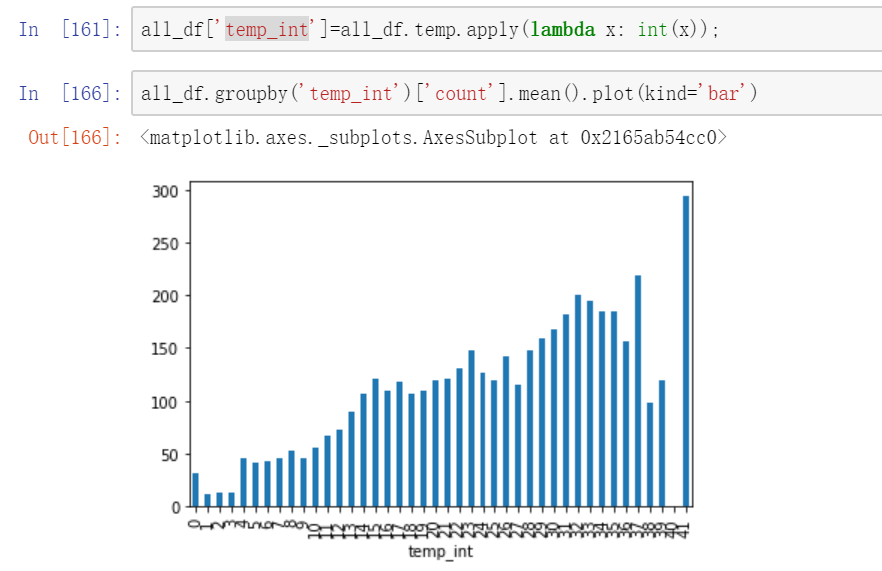 In [161]: all_df['temp_int']=all_df.temp.apply(lambda x: int(x));
In [166]: all_df.groupby('temp_int')['count'].mean().plot(kind='bar')
Out[166]: <matplotlib.axes._subplots.AxesSubplot at 0x2165ab54cc0>
300
250
200
150
100
50
0
0 1 2 3 4 5 6 7 8 9 10 11 12 13 14 15 16 17 18 19 20 21 22 23 24 25 26 27 28 29 30 31 32 33 34 35 36 37 38 39 40 41
temp_int